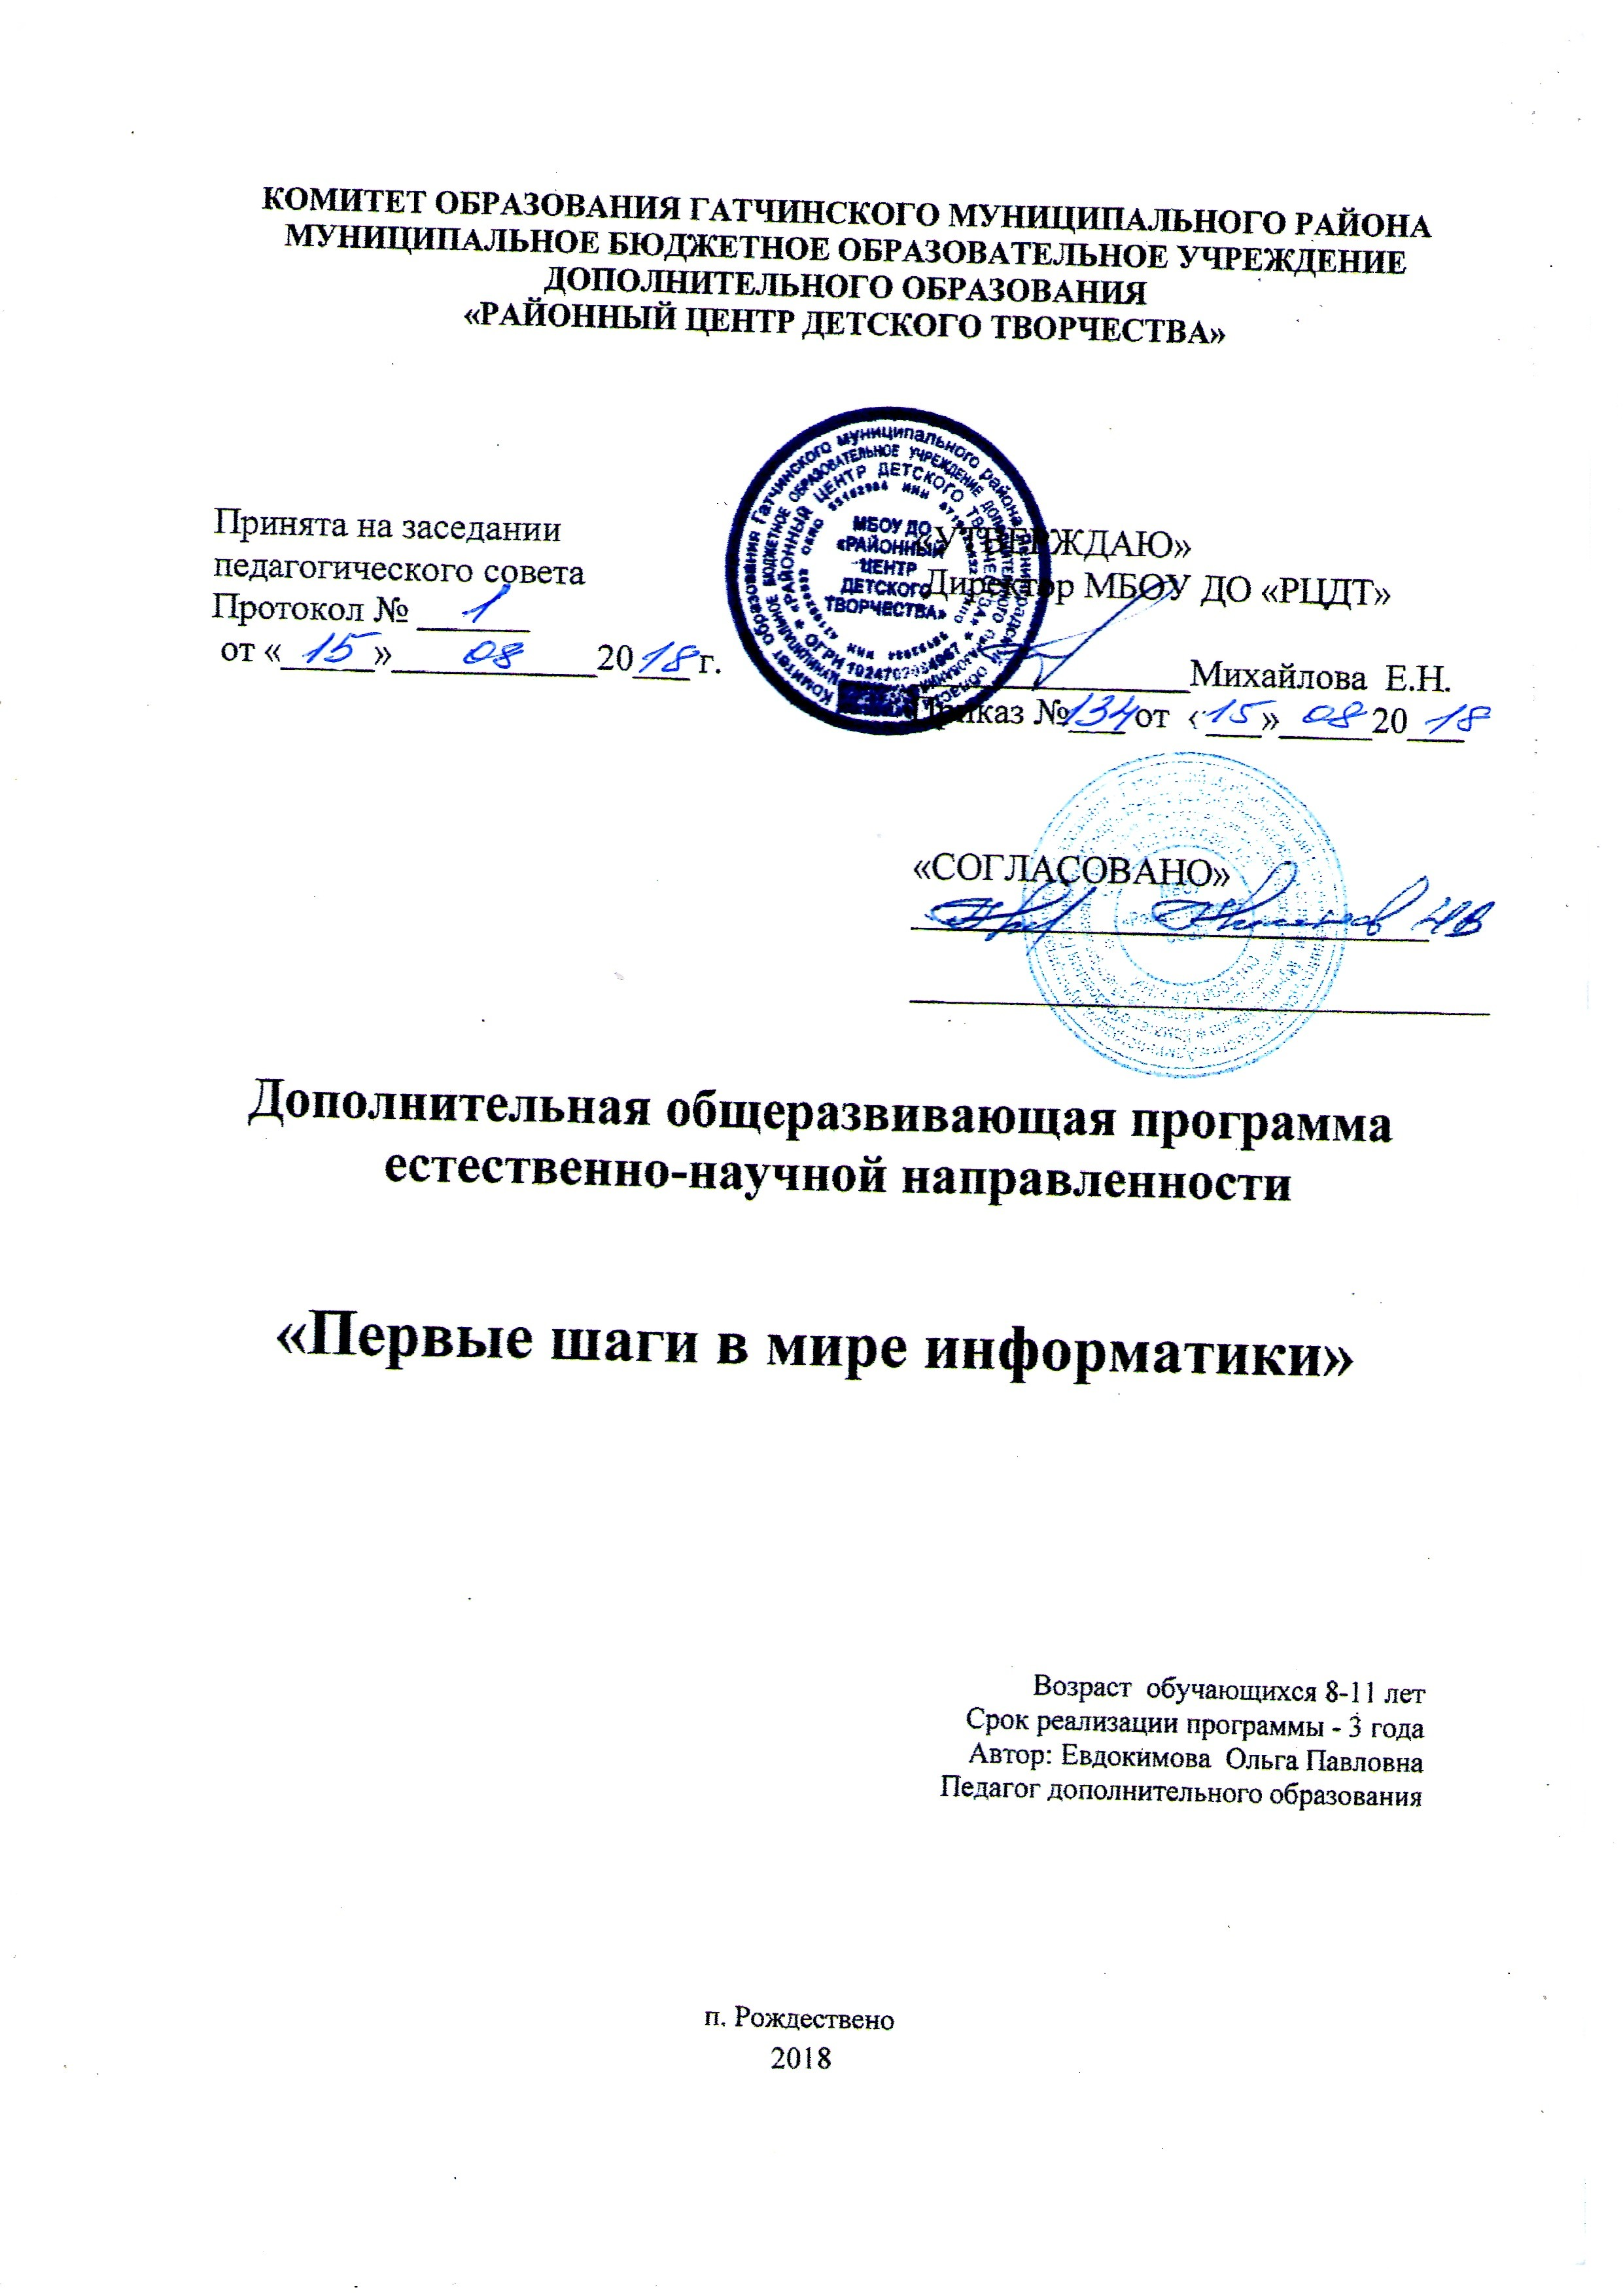 КОМИТЕТ ОБРАЗОВАНИЯ ГАТЧИНСКОГО МУНИЦИПАЛЬНОГО РАЙОНА
МУНИЦИПАЛЬНОЕ БЮДЖЕТНОЕ ОБРАЗОВАТЕЛЬНОЕ УЧРЕЖДЕНИЕ
ДОПОЛНИТЕЛЬНОГО ОБРАЗОВАНИЯ
«РАЙОННЫЙ ЦЕНТР ДЕТСКОГО ТВОРЧЕСТВА»
Принята на заседании
педагогического совета
Протокол № 1
от «15» 08 2018 г.
МБОУ ДО
«РАЙОННЫЙ
ЦЕНТР
ДЕТСКОГО
ТВОРЧЕСТВА»
«УТВЕРЖДАЮ»
Директор МБОУ ДО «РЦДТ»
Михайлова Е.Н.
Приказ № 134 от «15» 08 2018
«СОГЛАСОВАНО»
Дополнительная общеразвивающая программа
естественно-научной направленности
«Первые шаги в мире информатики»
Возраст обучающихся 8-11 лет
Срок реализации программы - 3 года
Автор: Евдокимова Ольга Павловна
Педагог дополнительного образования
п. Рождествено
2018